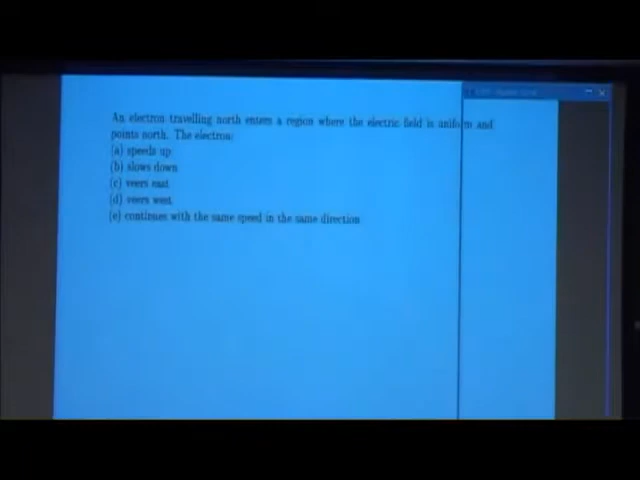 An electron travelling north enters a region where the electric field is uniform and
points north. The electron:
(a) speeds up
(b) slows down
(c) veers east
(d) veers west
(e) continues with the same speed in the same direction